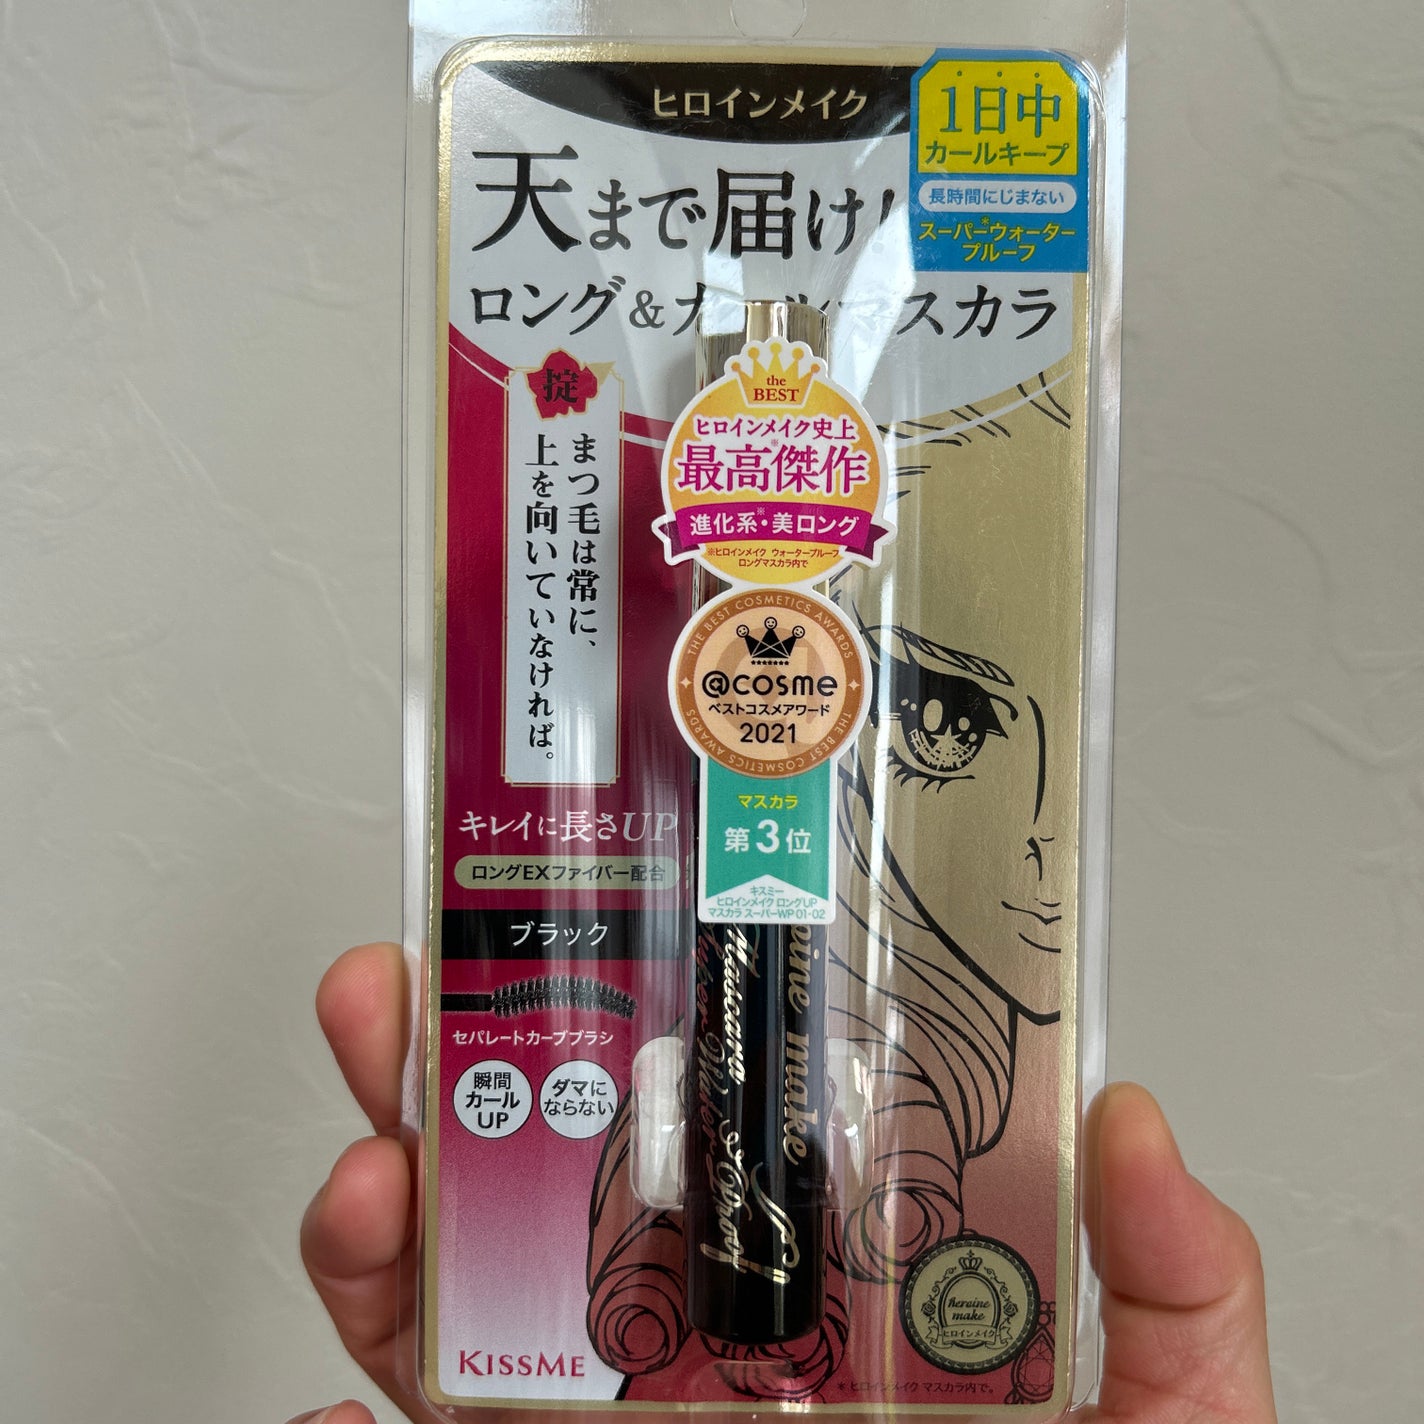 ヒロインメイク
1日中
カールキープ
長時間にじまない
スーパー*ウォーター
プルーフ
天まで届け!
ロング&カールマスカラ
掟
まつ毛は常に、
上を向いていなければ。
the
BEST
ヒロインメイク史上
最高傑作※
進化系※・美ロング
※ヒロインメイク ウォータープルーフ
ロングマスカラ内で
THE BEST COSMETICS AWARDS
@cosme
ベストコスメアワード
2021
THE BEST COSMETICS AWARDS
マスカラ
第3位
キスミー
ヒロインメイク ロングUP
マスカラ スーパーWP 01-02
キレイに長さUP
ロングEXファイバー配合
ブラック
セパレートカーブブラシ
瞬間
カール
UP
ダマに
ならない
oine make
Mascara
Super WaterProof
heroine
make
ヒロインメイク
KISSME
*ヒロインメイク マスカラ内で。